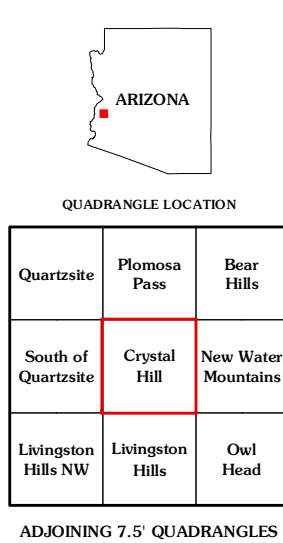 ARIZONA
QUADRANGLE LOCATION
Quartzsite
Plomosa
Pass
Bear
Hills
South of
Quartzsite
Crystal
Hill
New Water
Mountains
Livingston
Hills NW
Livingston
Hills
Owl
Head
ADJOINING 7.5' QUADRANGLES